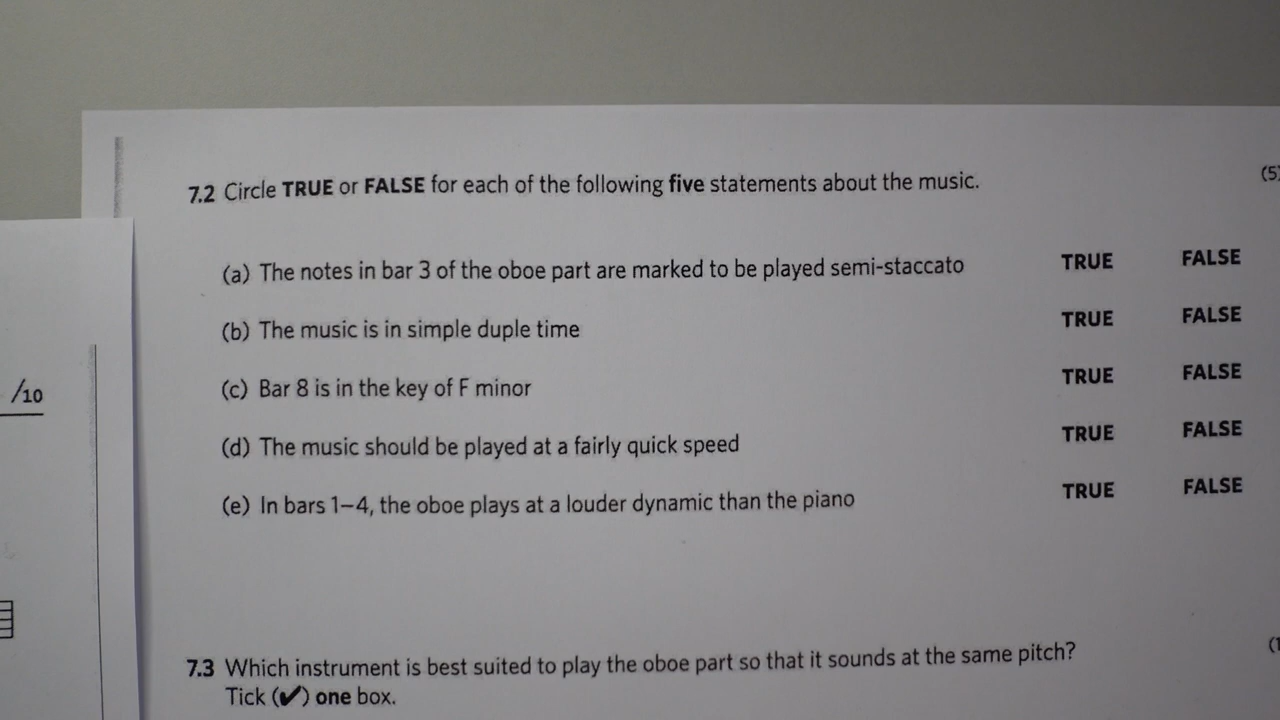 7.2 Circle TRUE or FALSE for each of the following five statements about the music. (5)
(a) The notes in bar 3 of the oboe part are marked to be played semi-staccato TRUE FALSE
(b) The music is in simple duple time TRUE FALSE
(c) Bar 8 is in the key of F minor TRUE FALSE
(d) The music should be played at a fairly quick speed TRUE FALSE
/10
(e) In bars 1–4, the oboe plays at a louder dynamic than the piano TRUE FALSE
7.3 Which instrument is best suited to play the oboe part so that it sounds at the same pitch? (1
Tick (✔) one box.